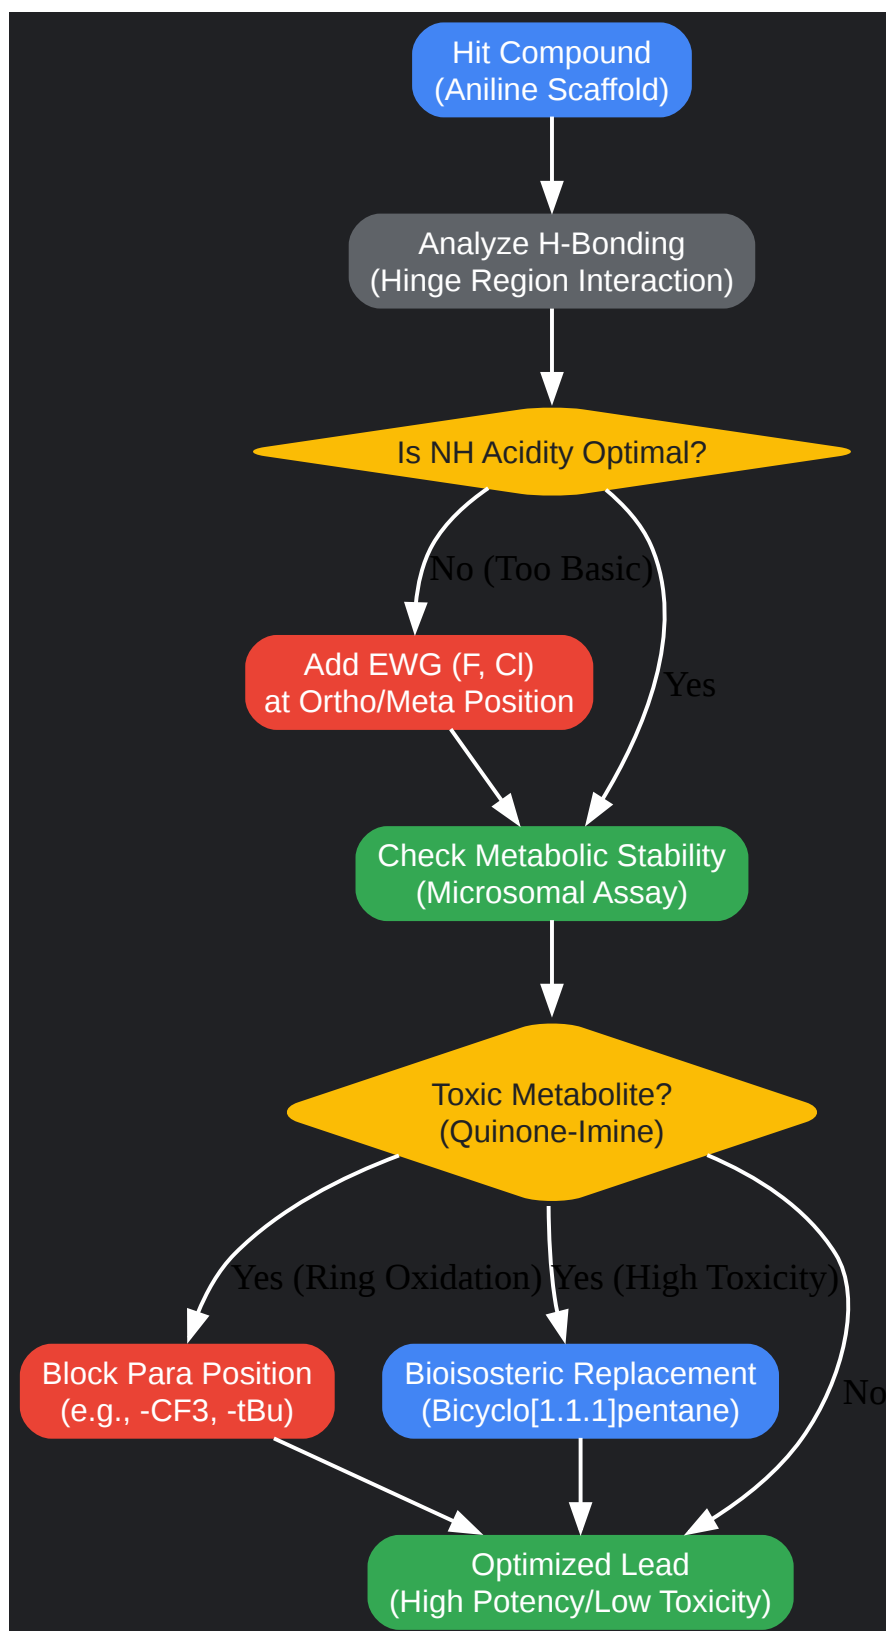 Hit Compound
(Aniline Scaffold)
Analyze H-Bonding
(Hinge Region Interaction)
Is NH Acidity Optimal?
No (Too Basic)
Add EWG (F, Cl)
at Ortho/Meta Position
Yes
Check Metabolic Stability
(Microsomal Assay)
Toxic Metabolite?
(Quinone-Imine)
Yes (Ring Oxidation)
Yes (High Toxicity)
Block Para Position
(e.g., -CF3, -tBu)
Bioisosteric Replacement
(Bicyclo[1.1.1]pentane)
No
Optimized Lead
(High Potency/Low Toxicity)